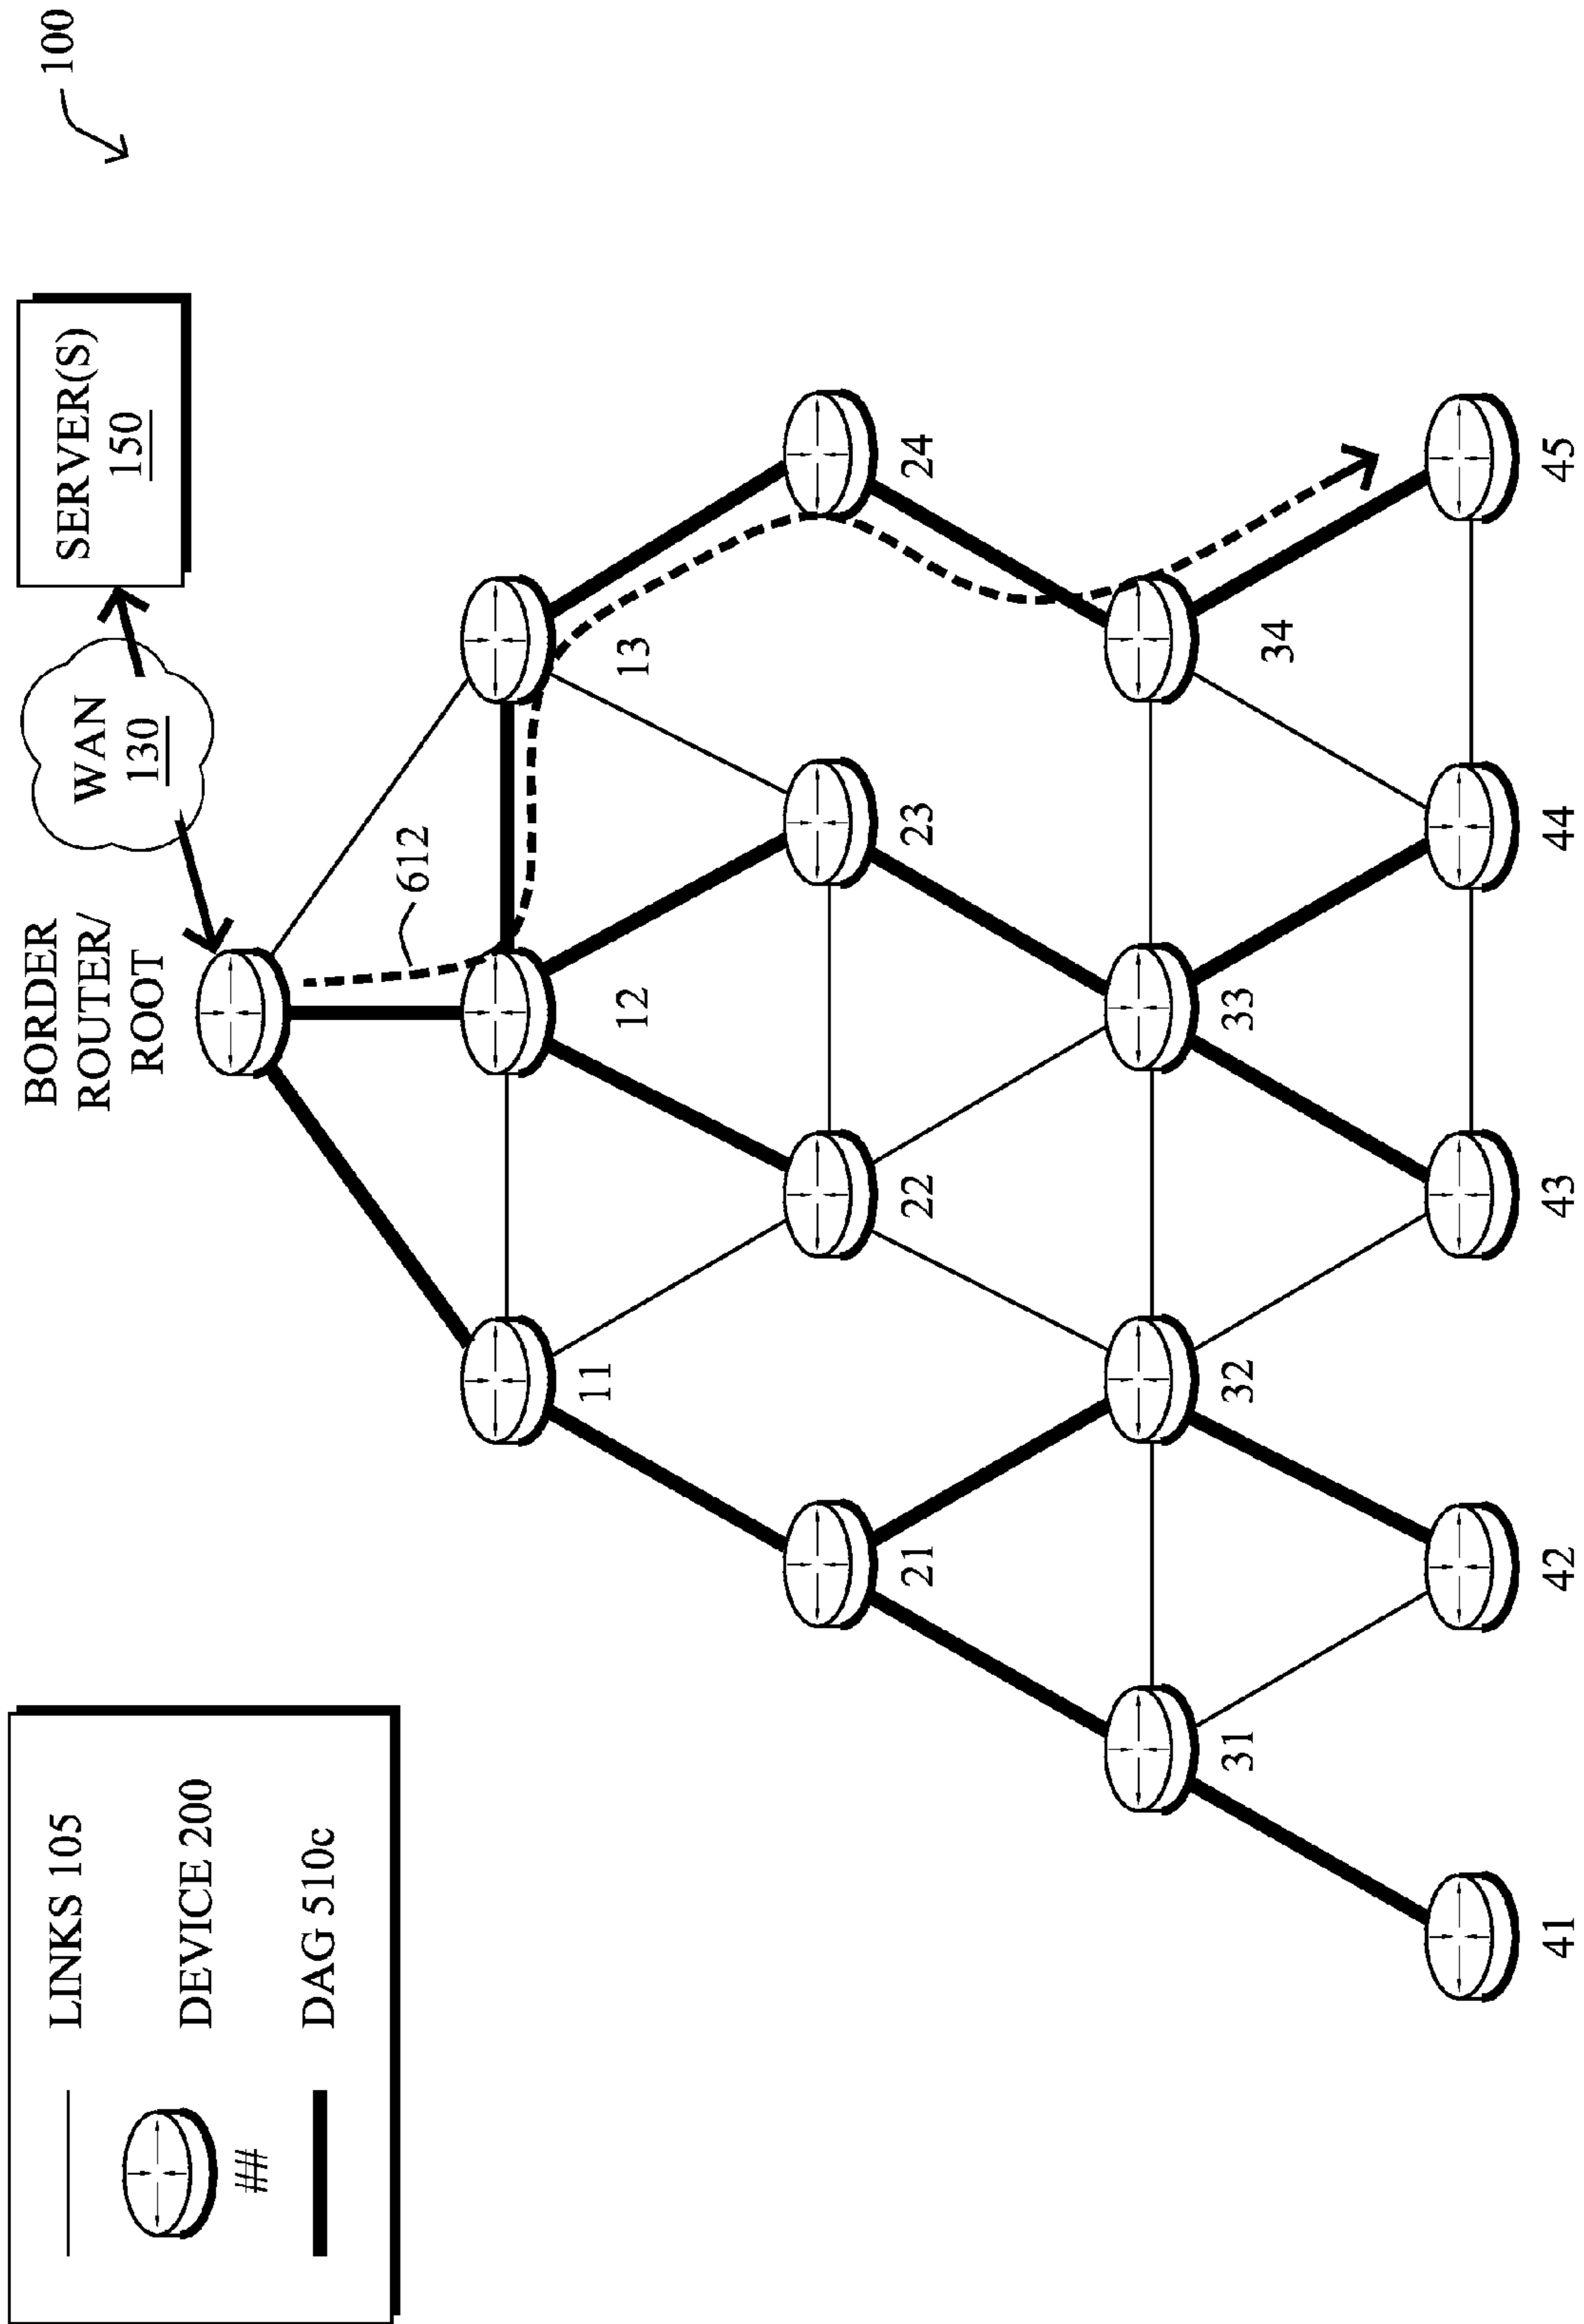 LINKS 105
DEVICE 200
##
DAG 510c
100
SERVER(S)
150
WAN
130
BORDER
ROUTER/
ROOT
612
11
12
13
21
22
23
24
31
32
33
34
41
42
43
44
45